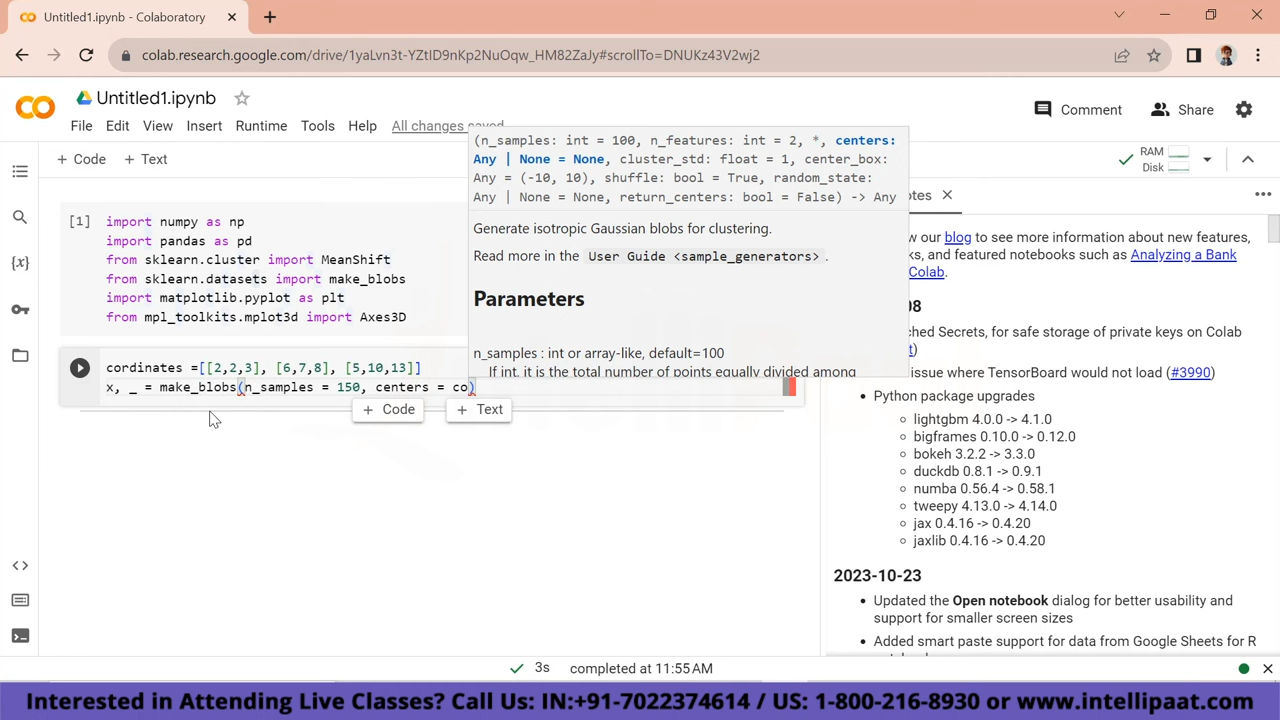 Untitled1.ipynb - Colaboratory
colab.research.google.com/drive/1yaLvn3t-YZtID9nKp2NuOqw_HM82ZaJy#scrollTo=DNUKz43V2wj2
Untitled1.ipynb
File Edit View Insert Runtime Tools Help All changes saved
Comment Share
+ Code + Text
RAM
Disk
(n_samples: int = 100, n_features: int = 2, *, centers:
Any | None = None, cluster_std: float = 1, center_box:
Any = (-10, 10), shuffle: bool = True, random_state:
Any | None = None, return_centers: bool = False) -> Any
Generate isotropic Gaussian blobs for clustering.
Read more in the User Guide <sample_generators>.
Parameters
n_samples : int or array-like, default=100
If int, it is the total number of points equally divided among
[1] import numpy as np
import pandas as pd
from sklearn.cluster import MeanShift
from sklearn.datasets import make_blobs
import matplotlib.pyplot as plt
from mpl_toolkits.mplot3d import Axes3D
cordinates =[[2,2,3], [6,7,8], [5,10,13]]
x, _ = make_blobs(n_samples = 150, centers = co)
+ Code + Text
otes
w our blog to see more information about new features,
ks, and featured notebooks such as Analyzing a Bank
Colab.
08
ched Secrets, for safe storage of private keys on Colab
t)
issue where TensorBoard would not load (#3990)
Python package upgrades
lightgbm 4.0.0 -> 4.1.0
bigframes 0.10.0 -> 0.12.0
bokeh 3.2.2 -> 3.3.0
duckdb 0.8.1 -> 0.9.1
numba 0.56.4 -> 0.58.1
tweepy 4.13.0 -> 4.14.0
jax 0.4.16 -> 0.4.20
jaxlib 0.4.16 -> 0.4.20
2023-10-23
Updated the Open notebook dialog for better usability and
support for smaller screen sizes
Added smart paste support for data from Google Sheets for R
3s completed at 11:55AM
Interested in Attending Live Classes? Call Us: IN:+91-7022374614 / US: 1-800-216-8930 or www.intellipaat.com